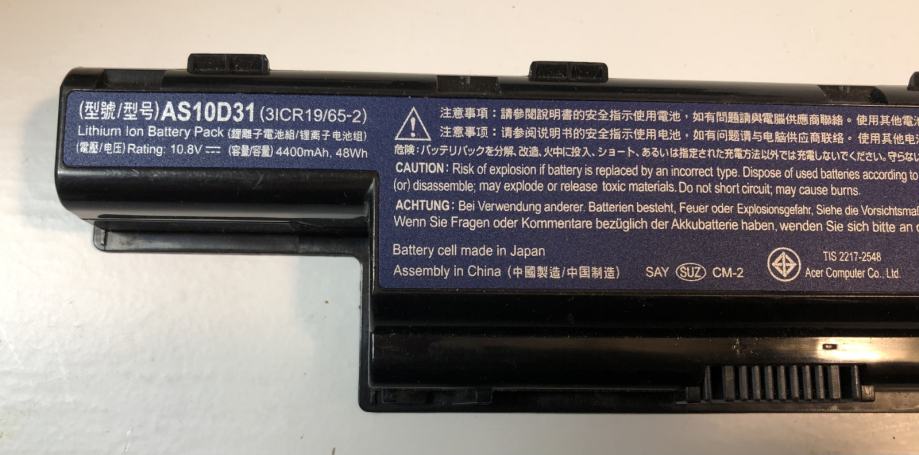 (型號/型号)AS10D31 (3ICR19/65-2)
Lithium Ion Battery Pack (鋰離子電池組/锂离子电池组)
(電壓/电压) Rating: 10.8V⎓ (容量/容量) 4400mAh, 48Wh
注意事項：請參閱說明書的安全指示使用電池，如有問題請與電腦供應商聯絡。使用其他電池
注意事项：请参阅说明书的安全指示使用电池，如有问题请与电脑供应商联络。使用其他
危険：バッテリパックを分解、改造、火中に投入、ショート、あるいは指定された充電方法以外では充電しないでください。守らな
CAUTION: Risk of explosion if battery is replaced by an incorrect type. Dispose of used batteries according to
(or) disassemble; may explode or release toxic materials. Do not short circuit; may cause burns.
ACHTUNG: Bei Verwendung anderer. Batterien besteht, Feuer oder Explosionsgefahr, Siehe die Vorsichtsma
Wenn Sie Fragen oder Kommentare bezüglich der Akkubatterie haben, wenden Sie sich bitte an
Battery cell made in Japan
Assembly in China (中國製造/中国制造)
SAY SUZ CM-2
TIS 2217-2548
Acer Computer Co., Ltd.